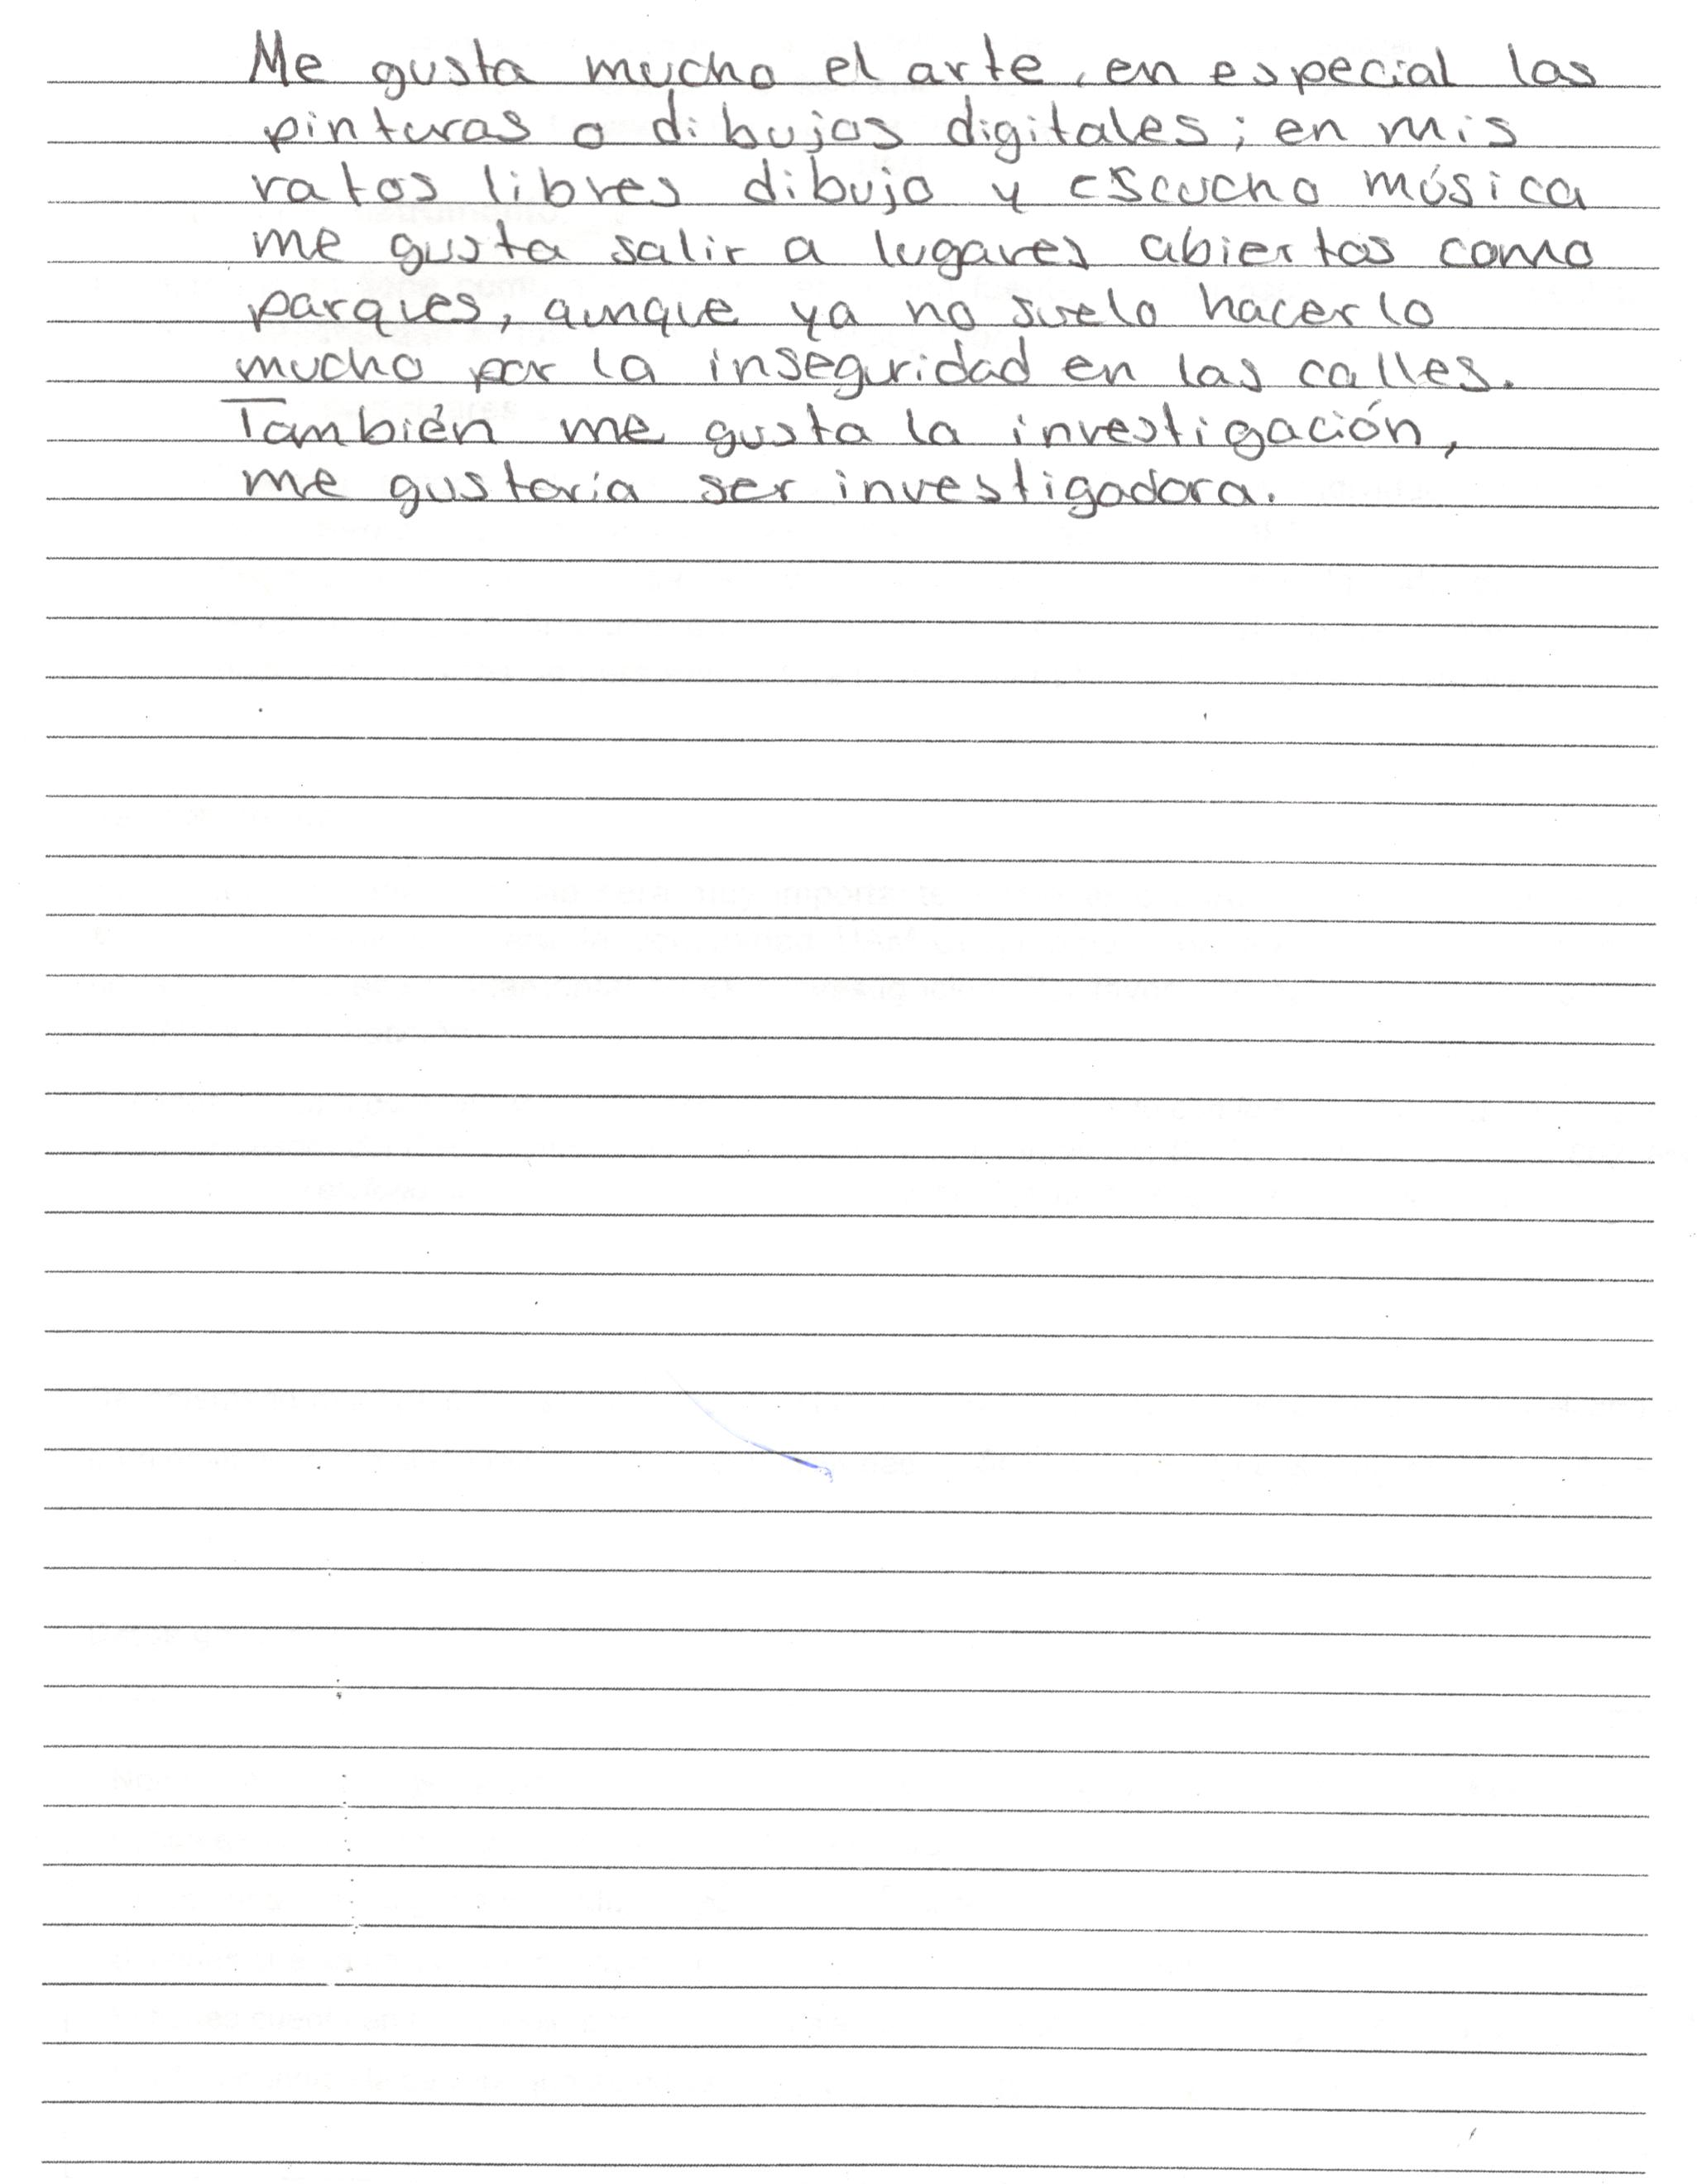 Me gusta mucho el arte, en especial las
pinturas o dibujos digitales; en mis
ratos libres dibujo y escucho música
me gusta salir a lugares abiertos como
parques, aunque ya no suelo hacerlo
mucho por la inseguridad en las calles.
También me gusta la investigación,
me gustaría ser investigadora.